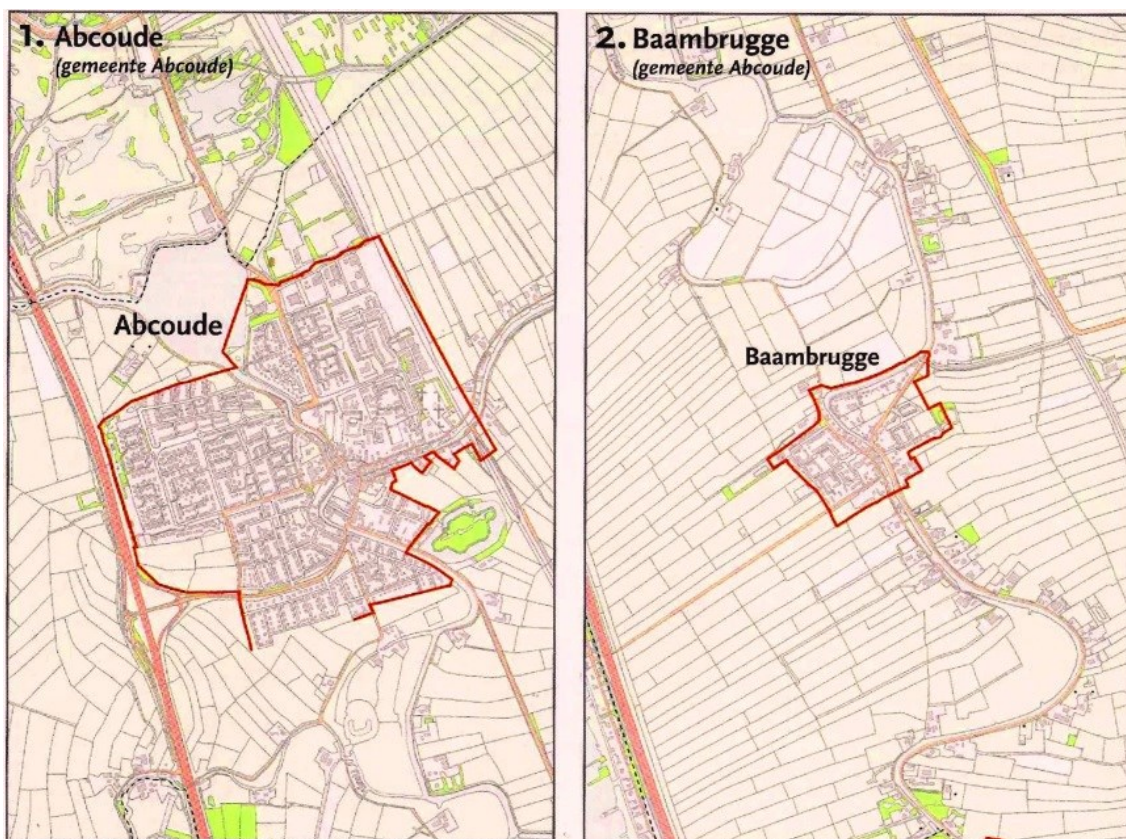 1. Abcoude
(gemeente Abcoude)
Abcoude
2. Baambrugge
(gemeente Abcoude)
Baambrugge